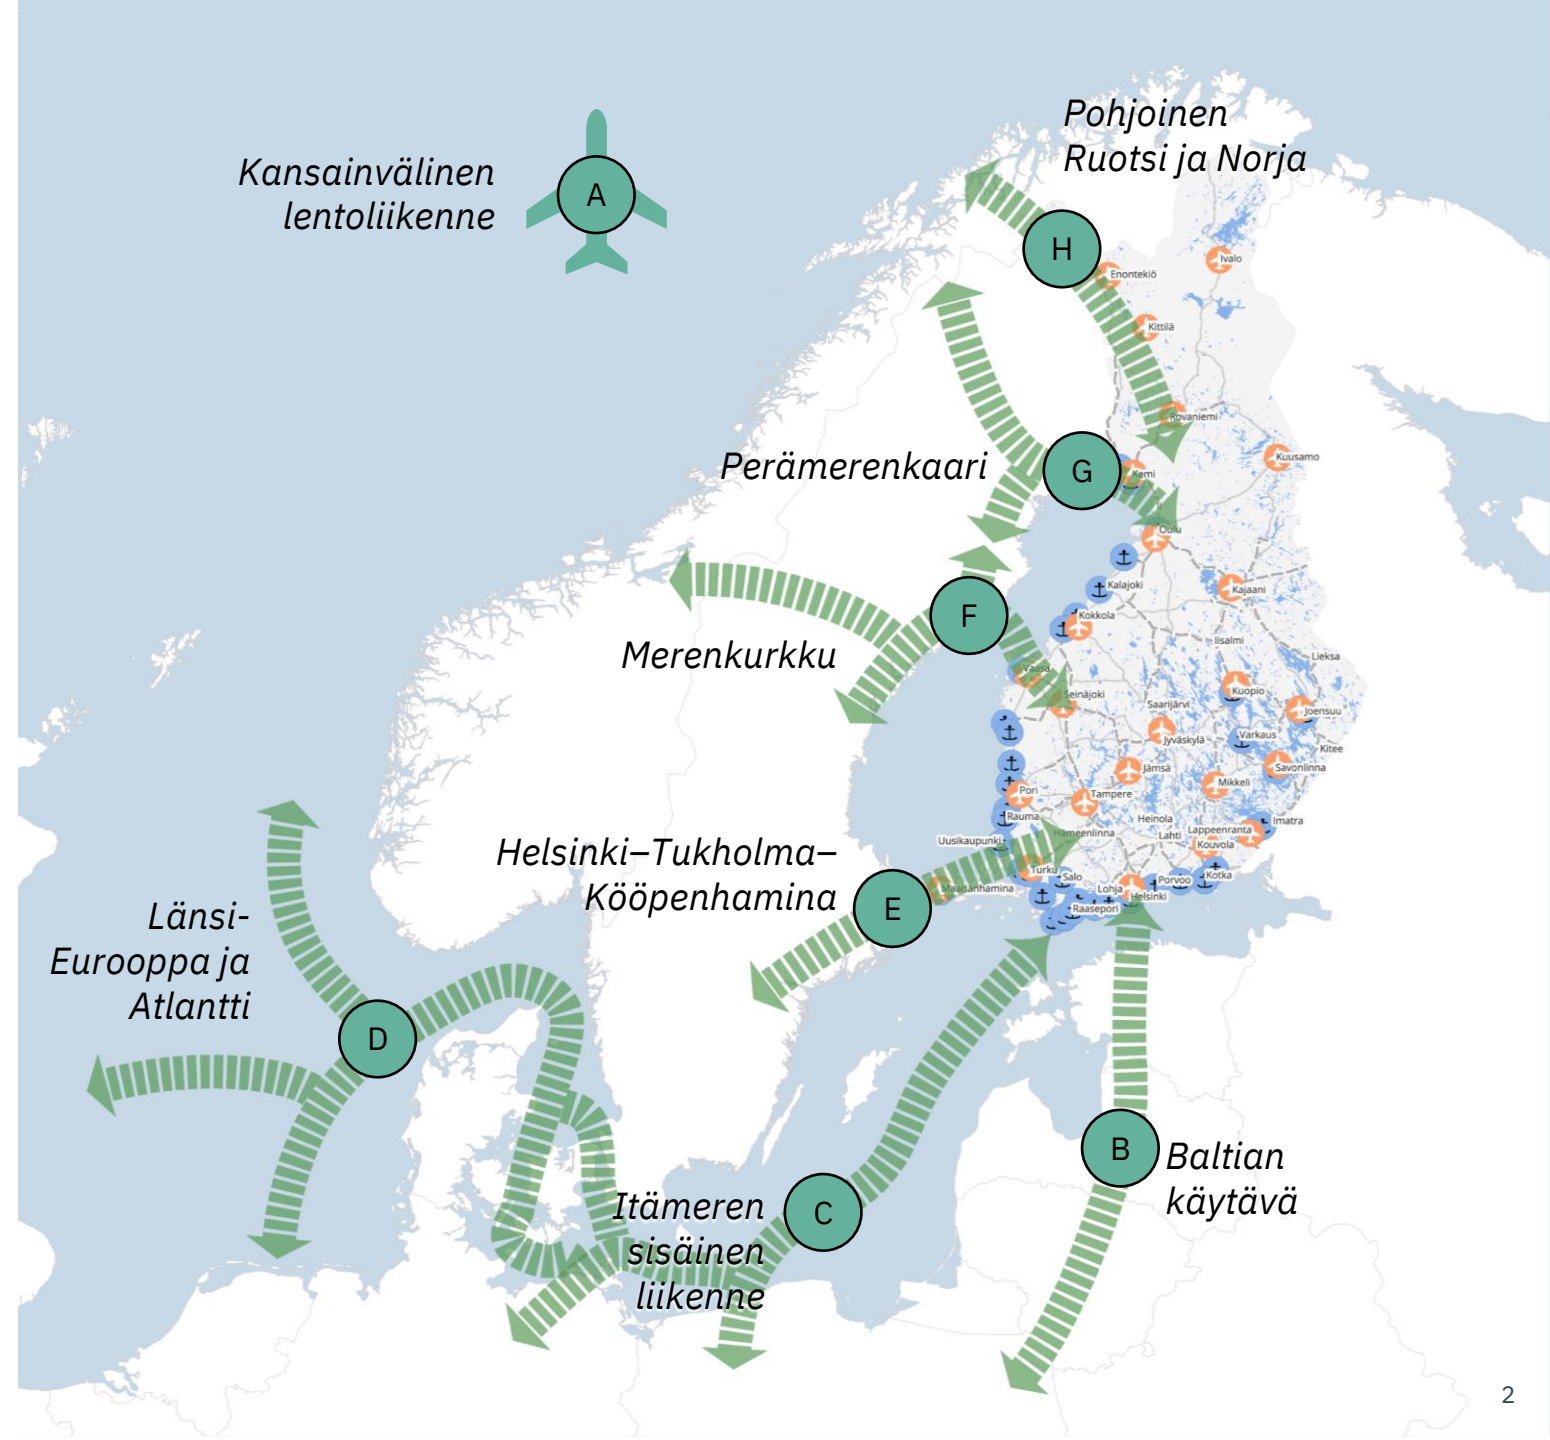 Pohjoinen
Ruotsi ja Norja
Kansainvälinen
lentoliikenne
A
H
Ivalo
Enontekiö
Kittilä
Rovaniemi
Perämerenkaari
G
Kemi
Kuusamo
Oulu
Kalajoki
Kajaani
F
Kokkola
Merenkurkku
Iisalmi
Lieksa
Vaasa
Seinäjoki
Kuopio
Saarijärvi
Joensuu
Jyväskylä
Varkaus
Kitee
Jämsä
Savonlinna
Mikkeli
Pori
Tampere
Rauma
Heinola
Imatra
Hämeenlinna
Lahti
Lappeenranta
Uusikaupunki
Kouvola
Helsinki–Tukholma–
Kööpenhamina
E
Maarianhamina
Turku
Salo
Lohja
Porvoo
Kotka
Helsinki
Raasepori
Länsi-
Eurooppa ja
Atlantti
D
B
Baltian
käytävä
C
Itämeren
sisäinen
liikenne
2